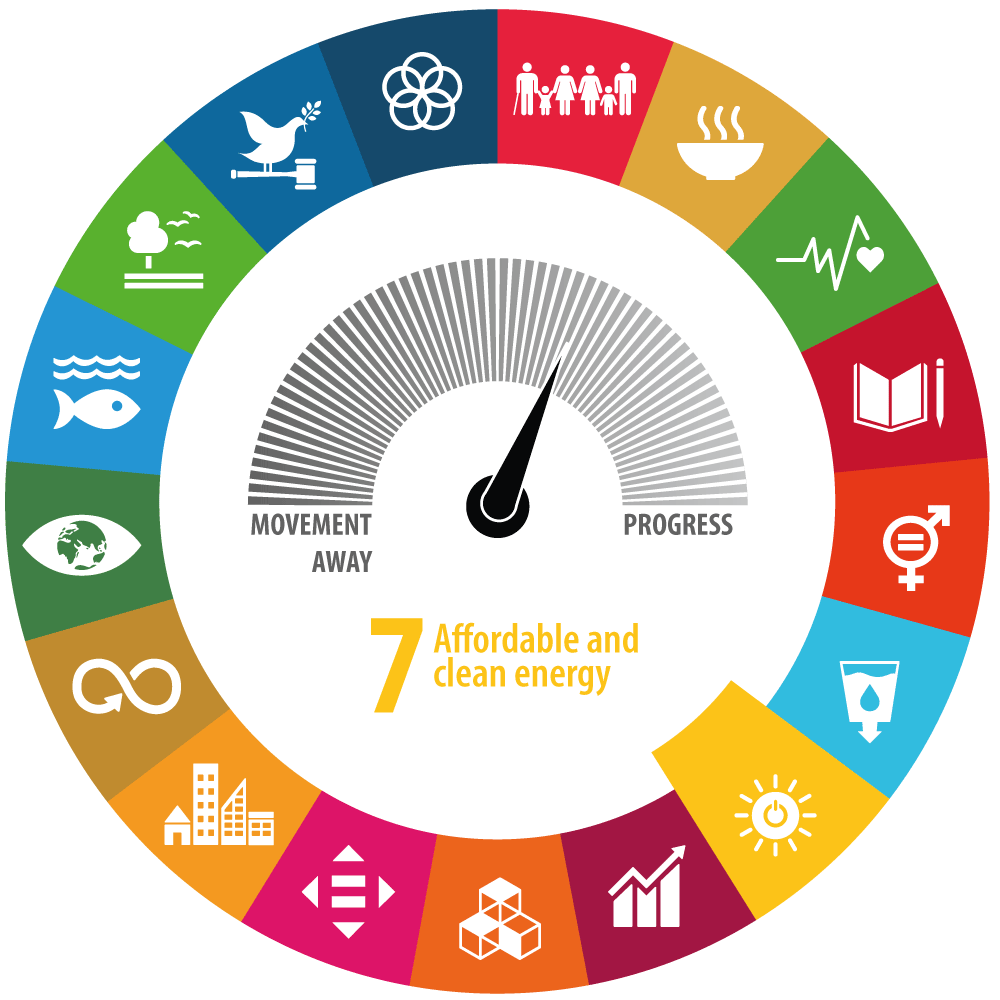 MOVEMENT
AWAY
PROGRESS
7 Affordable and
clean energy